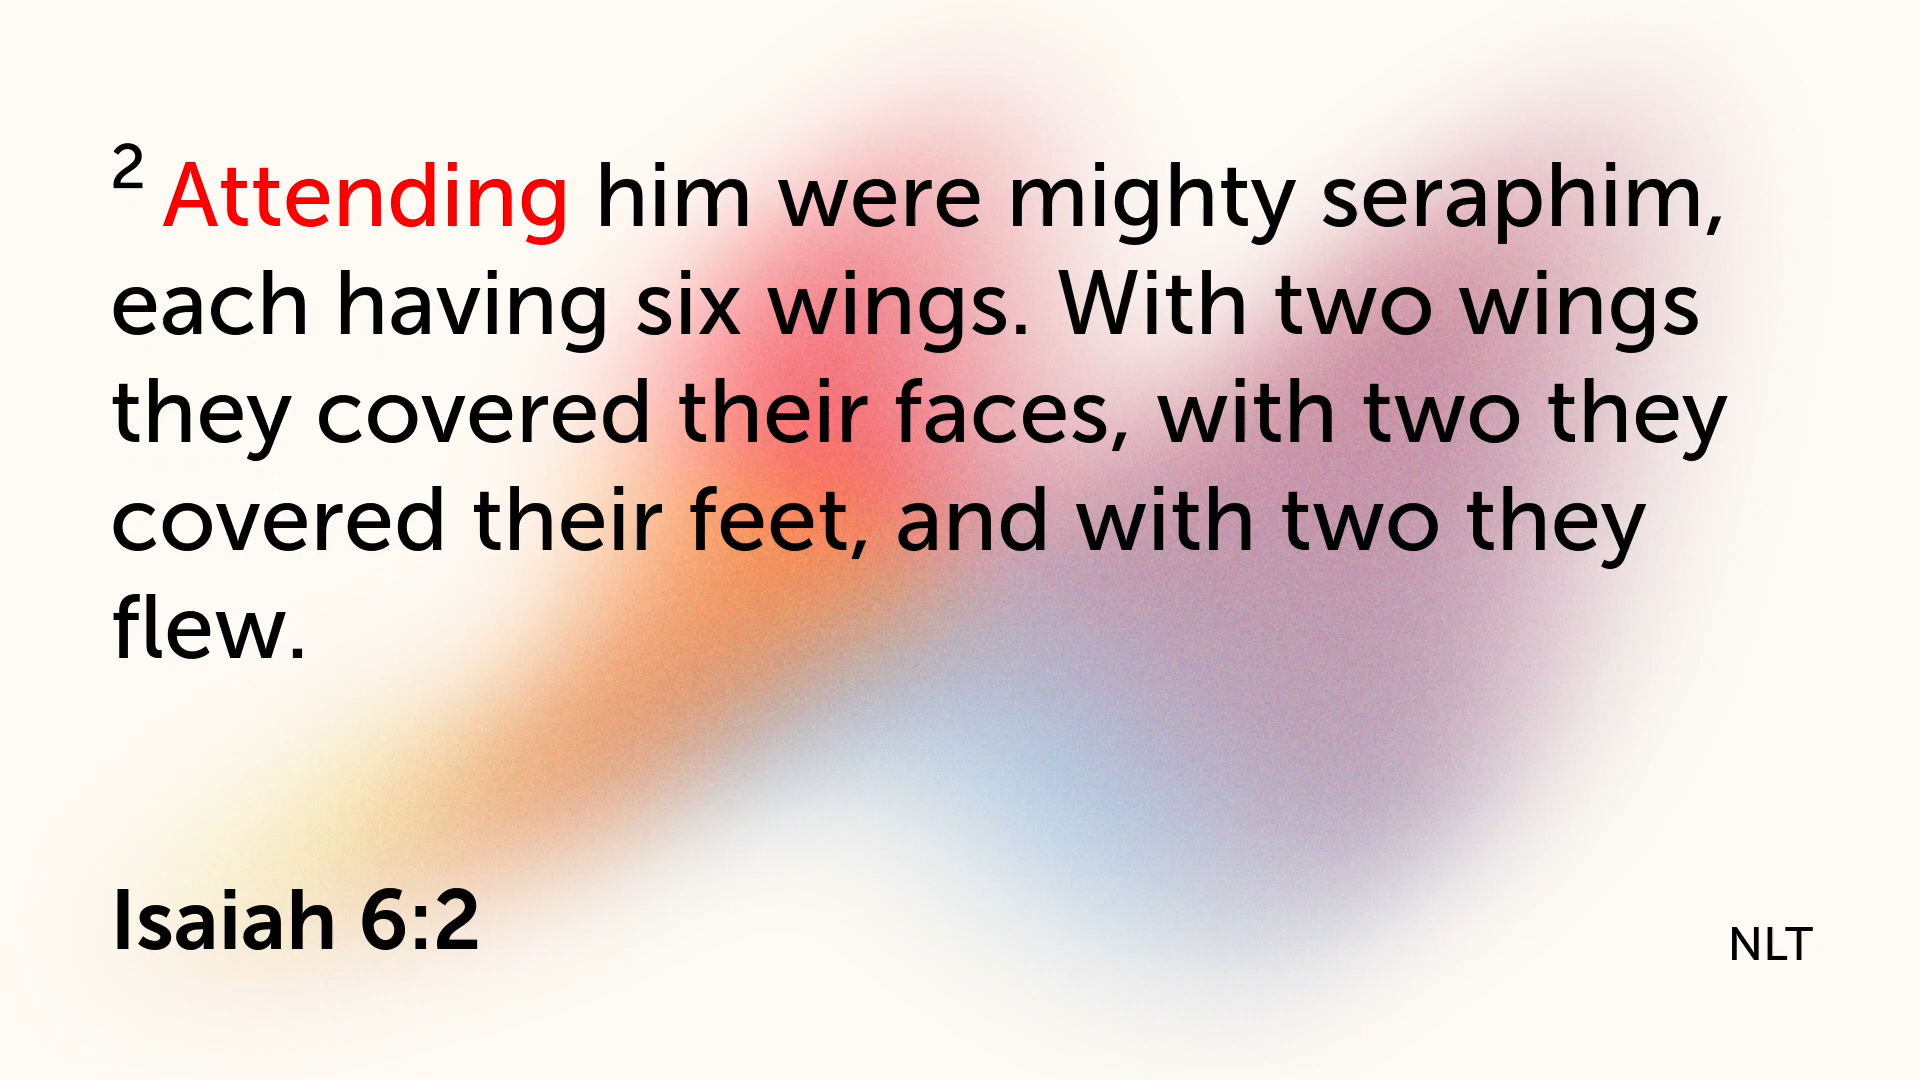 2 Attending him were mighty seraphim,
each having six wings. With two wings
they covered their faces, with two they
covered their feet, and with two they
flew.
Isaiah 6:2
NLT